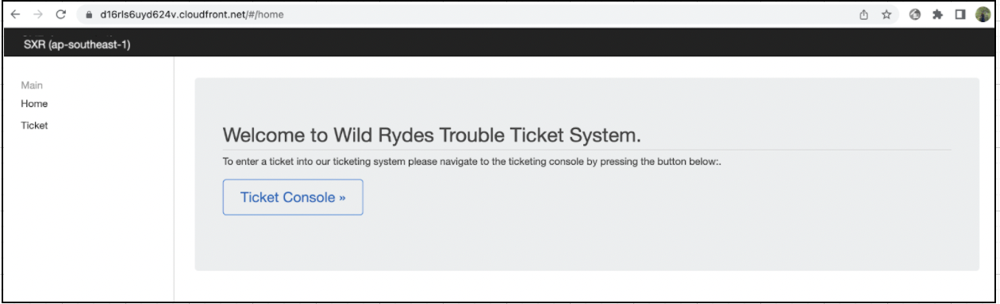 d16rls6uyd624v.cloudfront.net/#/home
SXR (ap-southeast-1)
Main
Home
Ticket
Welcome to Wild Rydes Trouble Ticket System.
To enter a ticket into our ticketing system please navigate to the ticketing console by pressing the button below:.
Ticket Console »